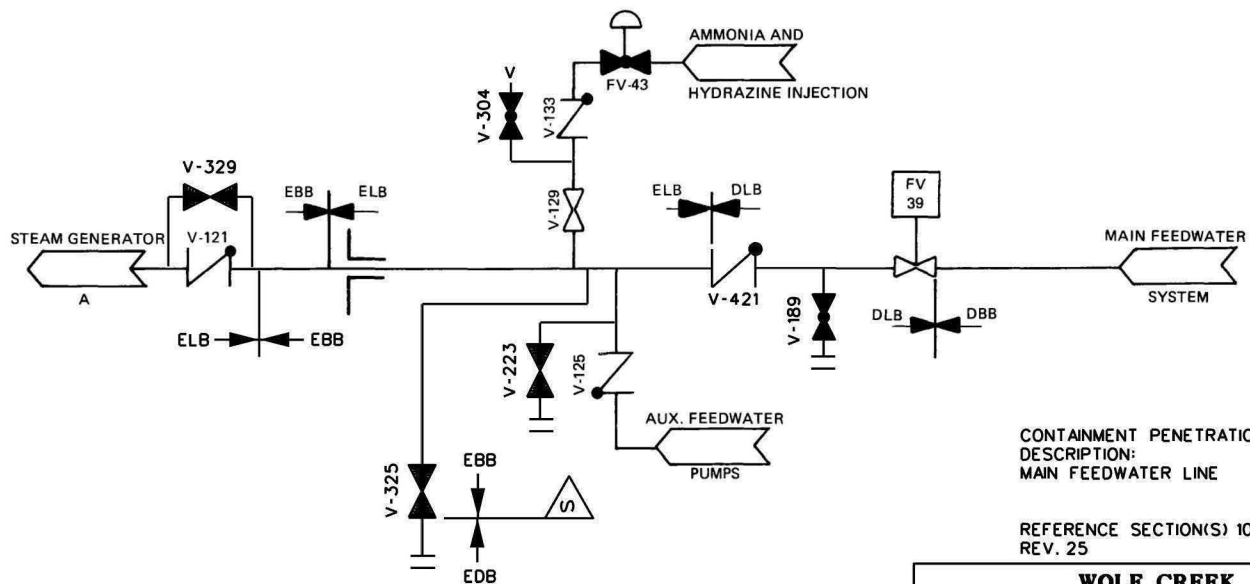 AMMONIA AND
HYDRAZINE INJECTION
FV-43
V
V-304
V-133
V-329
EBB ELB
V-129
ELB DLB
FV
39
STEAM GENERATOR
A
V-121
MAIN FEEDWATER
SYSTEM
V-421
V-189
DLB DBB
ELB EBB
V-223
V-125
AUX. FEEDWATER
PUMPS
V-325
EBB
S
EDB
CONTAINMENT PENETRATIO
DESCRIPTION:
MAIN FEEDWATER LINE
REFERENCE SECTION(S) 10
REV. 25
WOLF CREEK